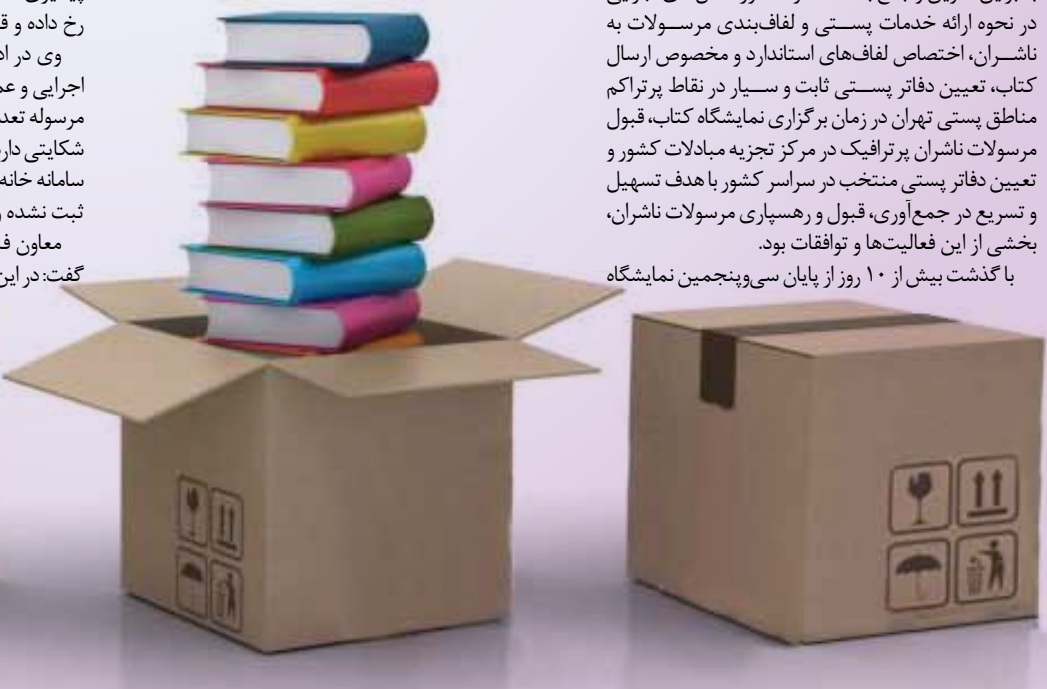 در نحوه ارائه خدمات پستی و لفاف‌بندی مرسولات به
ناشران، اختصاص لفاف‌های استاندارد و مخصوص ارسال
کتاب، تعیین دفاتر پستی ثابت و سیار در نقاط پرتراکم
مناطق پستی تهران در زمان برگزاری نمایشگاه کتاب، قبول
مرسولات ناشران پرترافیک در مرکز تجزیه مبادلات کشور و
تعیین دفاتر پستی منتخب در سراسر کشور با هدف تسهیل
و تسریع در جمع‌آوری، قبول و رهسپاری مرسولات ناشران،
بخشی از این فعالیت‌ها و توافقات بود.
با گذشت بیش از ۱۰ روز از پایان سی‌وپنجمین نمایشگاه
رخ داده و
وی در
اجرایی و
مرسوله
شکایتی
سامانه خانه
ثبت نشده
معاون
گفت: در این